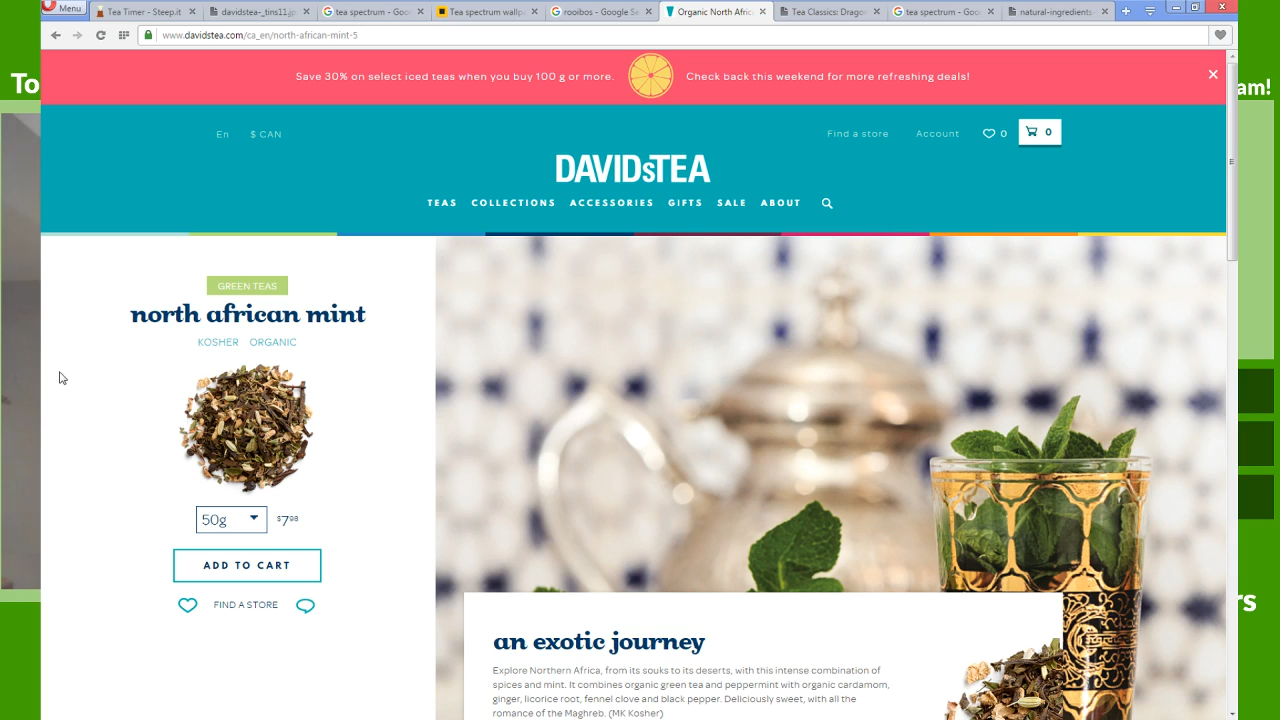 To
am!
rs
Menu
Tea Timer - Steep.it
davidstea-_tins11.jp
tea spectrum - Goo
Tea spectrum wallp
rooibos - Google Se
Organic North Afric
Tea Classics: Drago
tea spectrum - Goo
natural-ingredients
www.davidstea.com/ca_en/north-african-mint-5
Save 30% on select iced teas when you buy 100 g or more. Check back this weekend for more refreshing deals!
En $ CAN Find a store Account 0 0
DAVIDsTEA
TEAS COLLECTIONS ACCESSORIES GIFTS SALE ABOUT
GREEN TEAS
north african mint
KOSHER ORGANIC
50g $798
ADD TO CART
FIND A STORE
an exotic journey
Explore Northern Africa, from its souks to its deserts, with this intense combination of
spices and mint. It combines organic green tea and peppermint with organic cardamom,
ginger, licorice root, fennel clove and black pepper. Deliciously sweet, with all the
romance of the Maghreb. (MK Kosher)